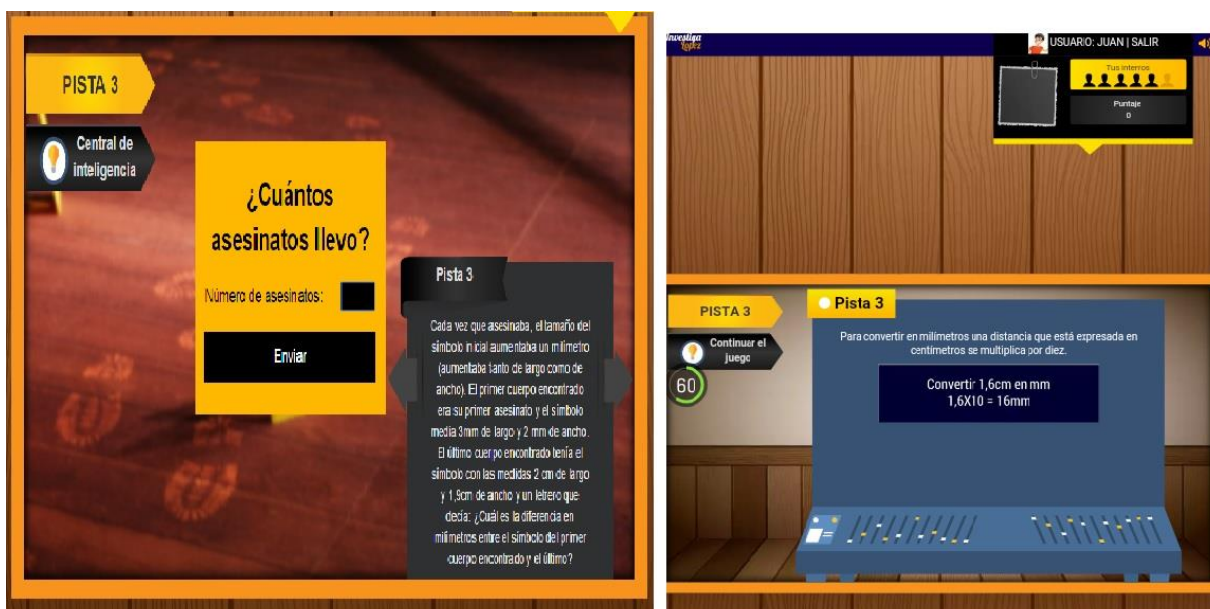 PISTA 3
Central de
inteligencia
¿Cuántos
asesinatos llevo?
Número de asesinatos:
Enviar
Pista 3
Cada vez que asesinaba, el tamaño del
símbolo inicial aumentaba un milímetro
(aumentaba tanto de largo como de
ancho). El primer cuerpo encontrado
era su primer asesinato y el símbolo
media 3mm de largo y 2 mm de ancho.
El último cuerpo encontrado tenía el
símbolo con las medidas 2 cm de largo
y 1,9cm de ancho y un letrero que
decía: ¿Cuál es la diferencia en
milímetros entre el símbolo del primer
cuerpo encontrado y el último?
Investiga
López
USUARIO: JUAN | SALIR
Tus interros
Puntaje
0
PISTA 3
Continuar el
juego
60
Pista 3
Para convertir en milímetros una distancia que está expresada en
centímetros se multiplica por diez.
Convertir 1,6cm en mm
1,6X10 = 16mm